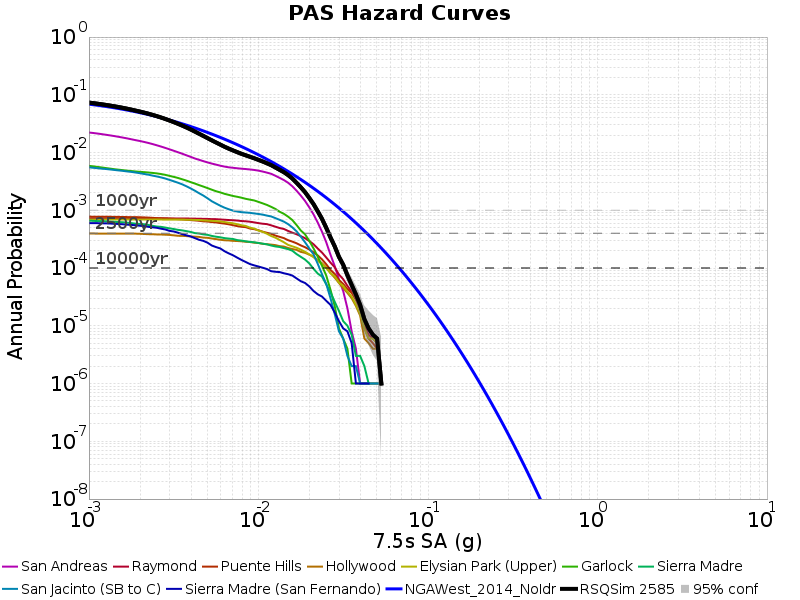 PAS Hazard Curves
Annual Probability
10^0
10^-1
10^-2
10^-3
10^-4
10^-5
10^-6
10^-7
10^-8
1000yr
2500yr
10000yr
10^-3 10^-2 10^-1 10^0 10^1
7.5s SA (g)
San Andreas Raymond Puente Hills Hollywood Elysian Park (Upper) Garlock Sierra Madre
San Jacinto (SB to C) Sierra Madre (San Fernando) NGAWest_2014_NoIdr RSQSim 2585 95% conf